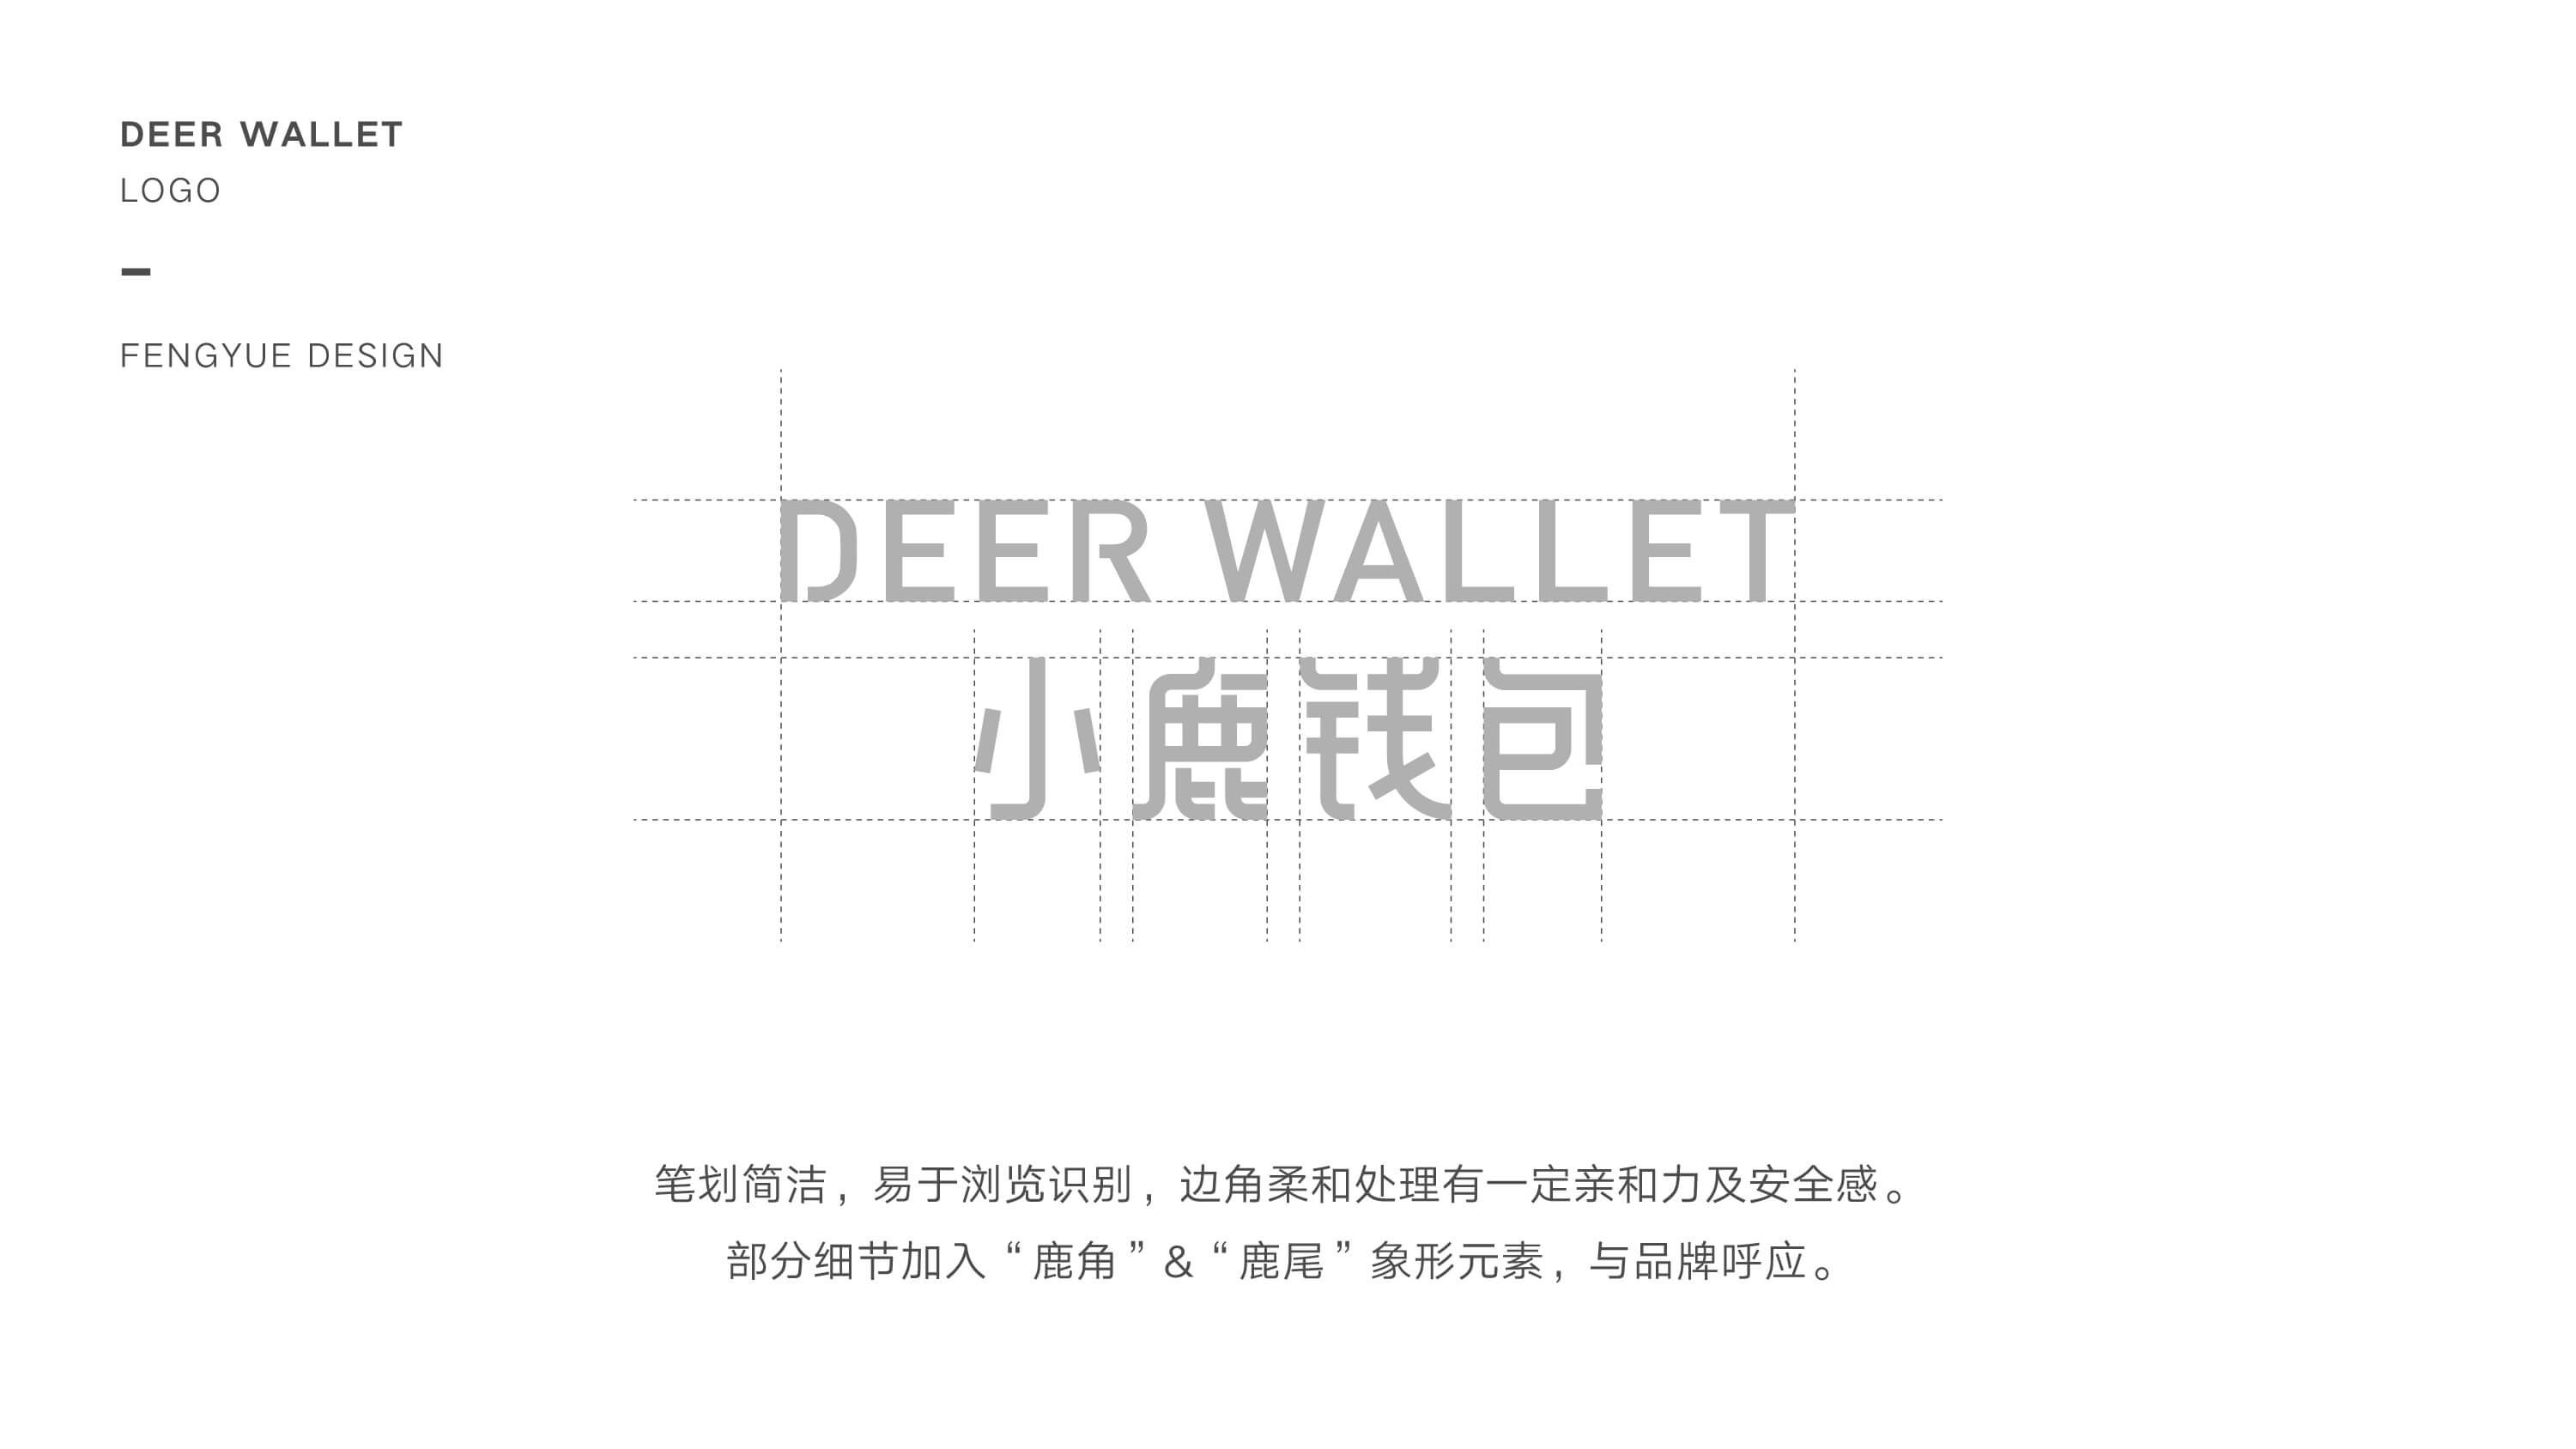 DEER WALLET
LOGO
FENGYUE DESIGN
DEER WALLET
小鹿钱包
笔划简洁，易于浏览识别，边角柔和处理有一定亲和力及安全感。
部分细节加入“鹿角”&“鹿尾”象形元素，与品牌呼应。